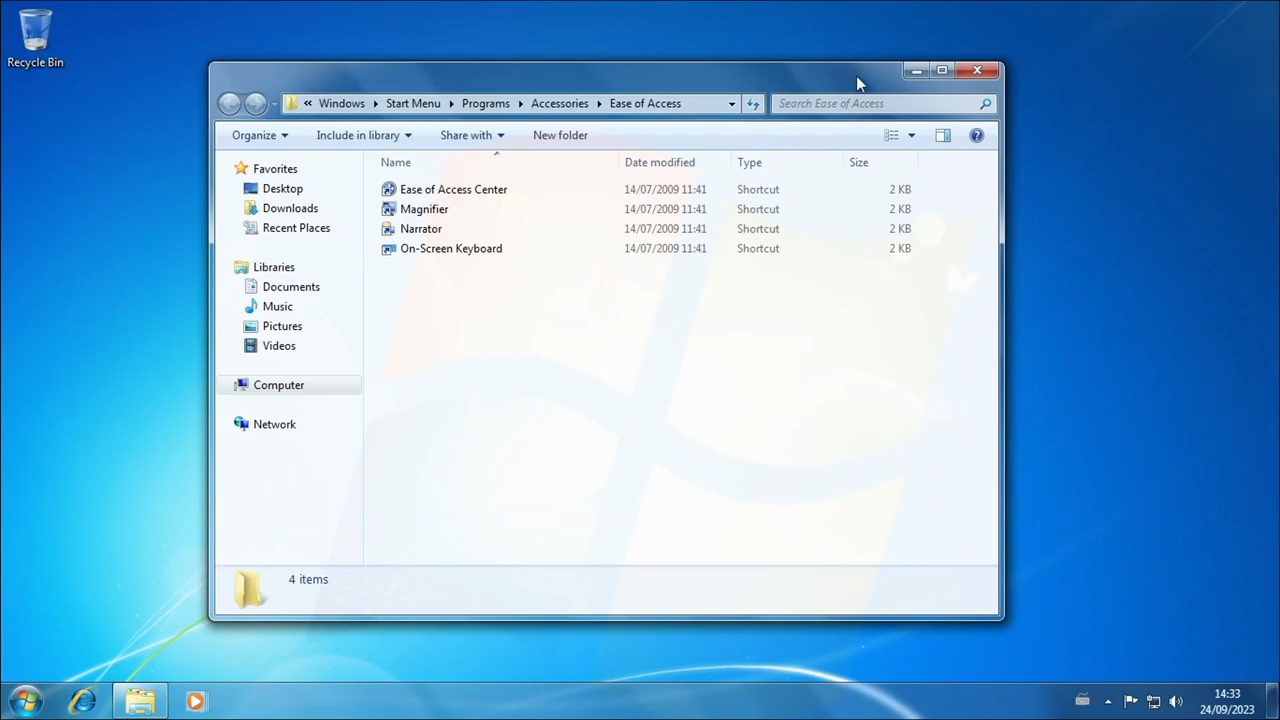 Recycle Bin
« Windows Start Menu Programs Accessories Ease of Access
Search Ease of Access
Organize Include in library Share with New folder
Name Date modified Type Size
Favorites
Desktop
Downloads
Recent Places
Libraries
Documents
Music
Pictures
Videos
Computer
Network
Ease of Access Center 14/07/2009 11:41 Shortcut 2 KB
Magnifier 14/07/2009 11:41 Shortcut 2 KB
Narrator 14/07/2009 11:41 Shortcut 2 KB
On-Screen Keyboard 14/07/2009 11:41 Shortcut 2 KB
4 items
14:33
24/09/2023